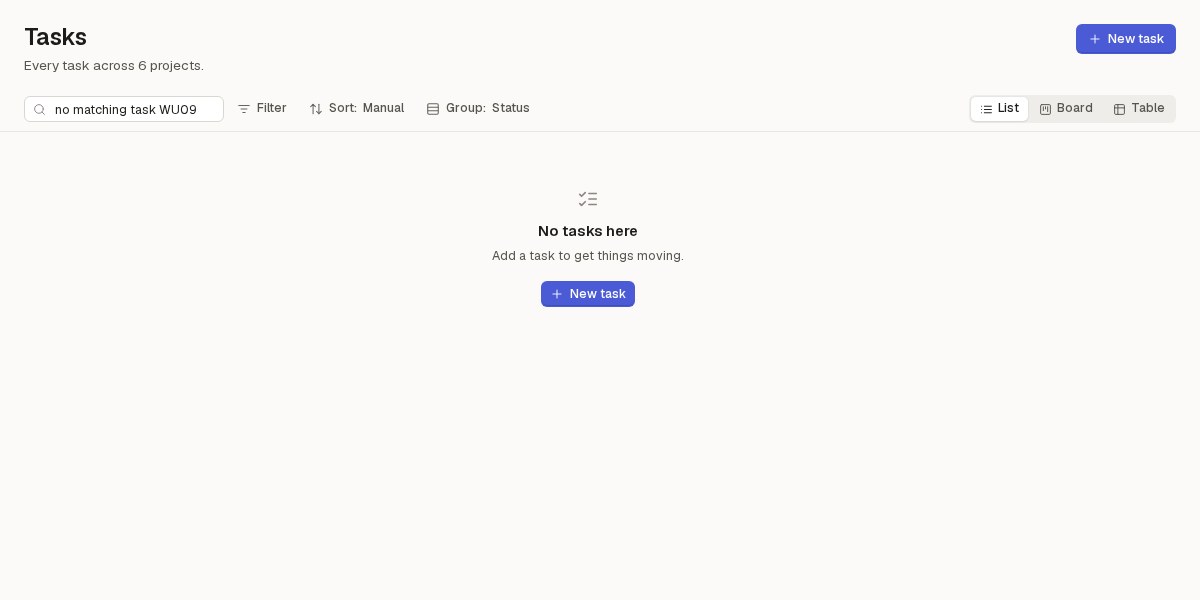 Tasks
New task
Every task across 6 projects.
no matching task WU09
Filter
Sort: Manual
Group: Status
List
Board
Table
No tasks here
Add a task to get things moving.
New task